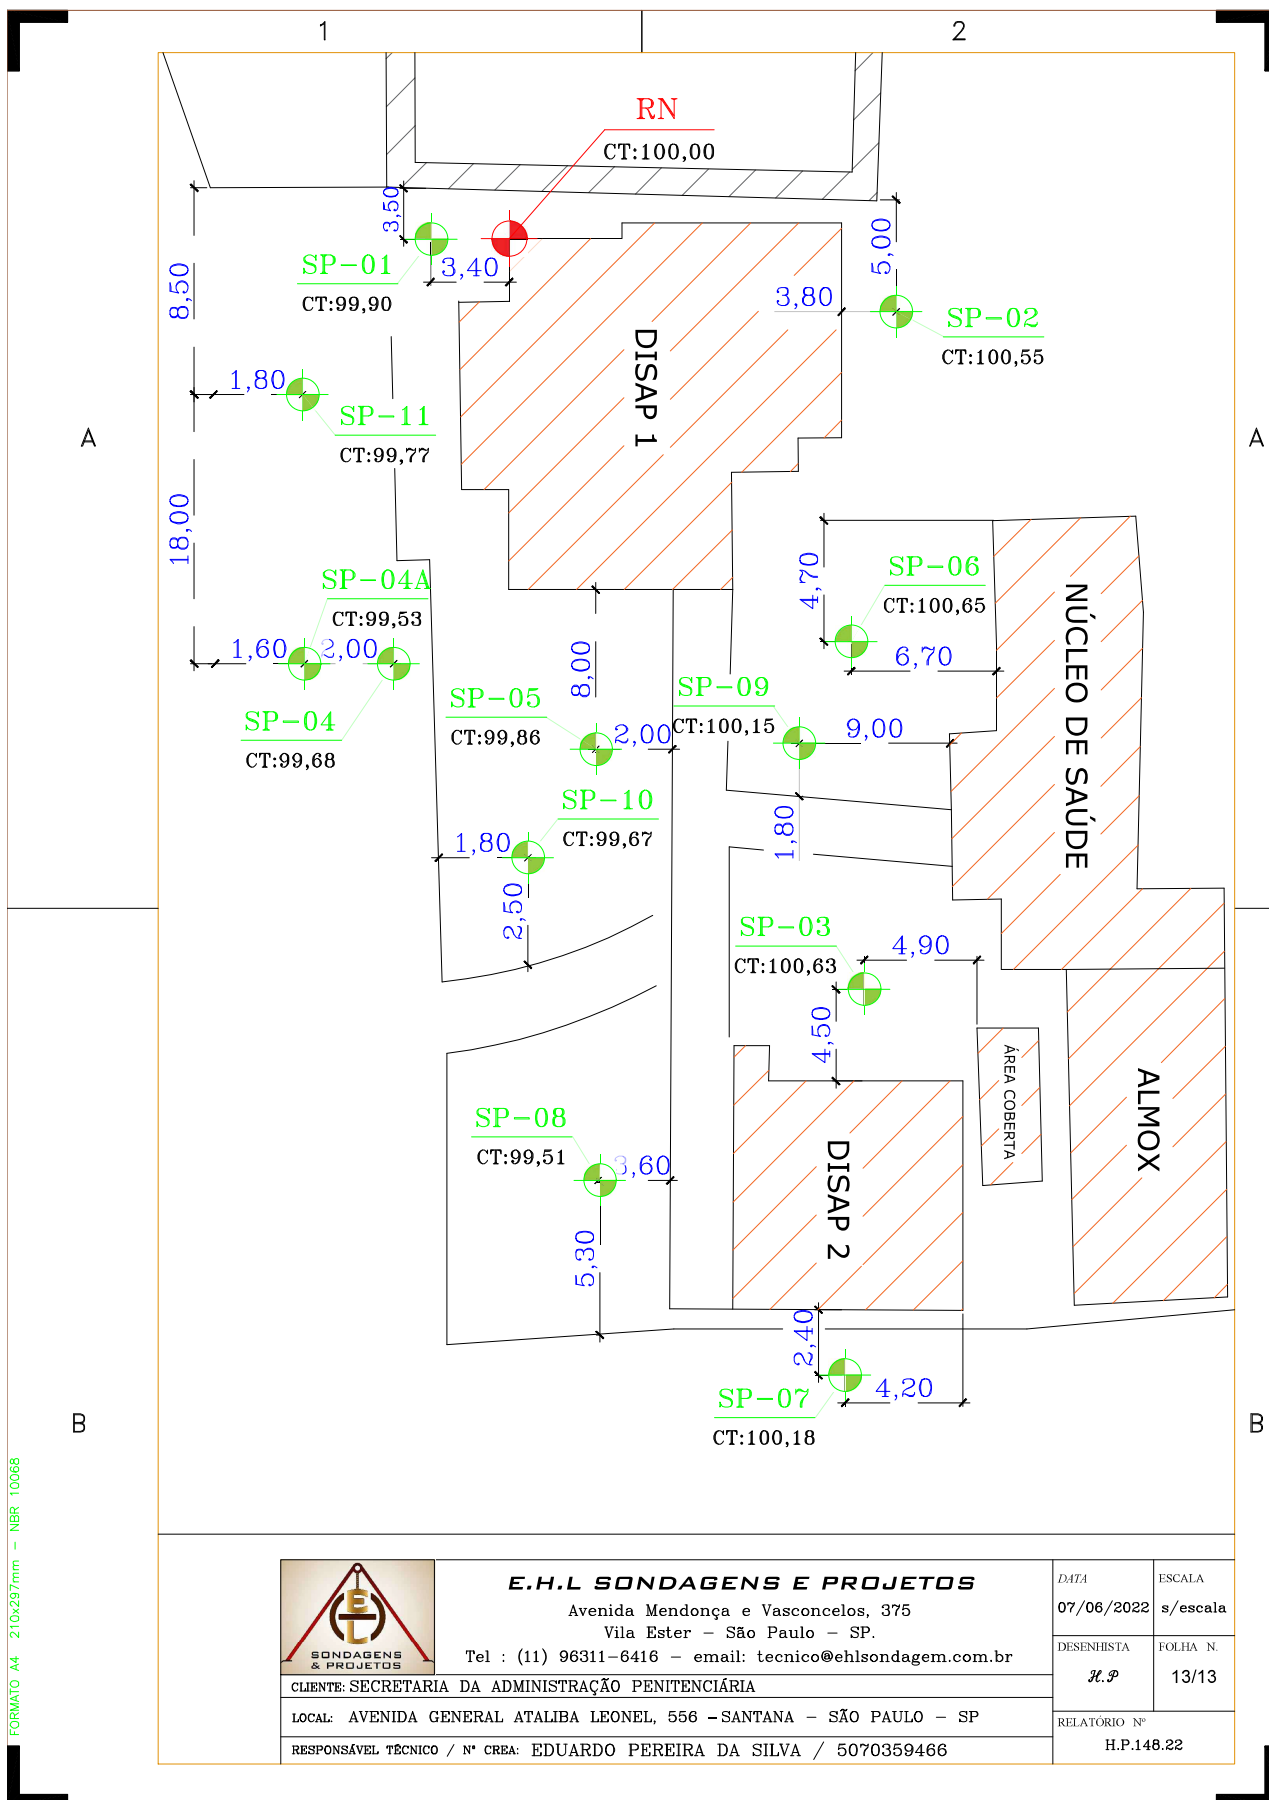 1
2
RN
CT:100,00
3,50
SP-01
CT:99,90
3,40
5,00
3,80
SP-02
CT:100,55
8,50
1,80
SP-11
CT:99,77
DISAP 1
A
A
18,00
SP-04A
CT:99,53
1,60
2,00
SP-04
CT:99,68
4,70
SP-06
CT:100,65
6,70
NÚCLEO DE SAÚDE
8,00
SP-05
CT:99,86
2,00
SP-09
CT:100,15
9,00
1,80
SP-10
CT:99,67
1,80
2,50
SP-03
CT:100,63
4,90
4,50
ÁREA COBERTA
ALMOX
SP-08
CT:99,51
3,60
5,30
DISAP 2
2,40
SP-07
CT:100,18
4,20
B
B
FORMATO A4 210x297mm - NBR 10068
EHL
SONDAGENS
& PROJETOS
E.H.L SONDAGENS E PROJETOS
Avenida Mendonça e Vasconcelos, 375
Vila Ester - São Paulo - SP.
Tel : (11) 96311-6416 - email: tecnico@ehlsondagem.com.br
DATA
07/06/2022
ESCALA
s/escala
DESENHISTA
H.P
FOLHA N.
13/13
CLIENTE: SECRETARIA DA ADMINISTRAÇÃO PENITENCIÁRIA
LOCAL: AVENIDA GENERAL ATALIBA LEONEL, 556 - SANTANA - SÃO PAULO - SP
RESPONSÁVEL TÉCNICO / N° CREA: EDUARDO PEREIRA DA SILVA / 5070359466
RELATÓRIO Nº
H.P.148.22